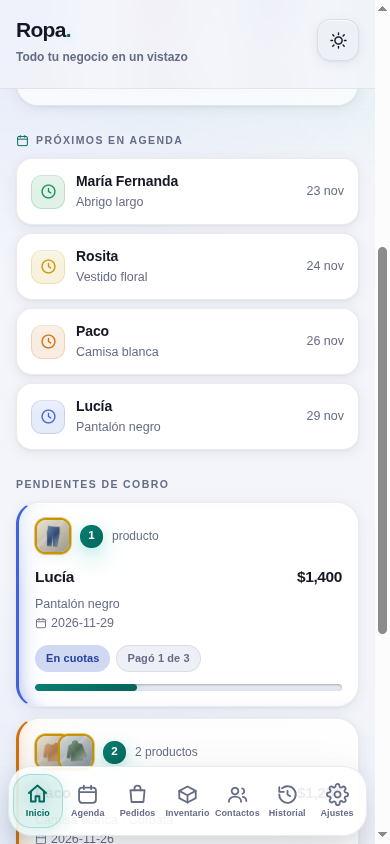 Ropa.
Todo tu negocio en un vistazo
PRÓXIMOS EN AGENDA
María Fernanda
Abrigo largo
23 nov
Rosita
Vestido floral
24 nov
Paco
Camisa blanca
26 nov
Lucía
Pantalón negro
29 nov
PENDIENTES DE COBRO
1 producto
Lucía $1,400
Pantalón negro
2026-11-29
En cuotas Pagó 1 de 3
2 2 productos
Inicio Agenda Pedidos Inventario Contactos Historial Ajustes
2026-11-26